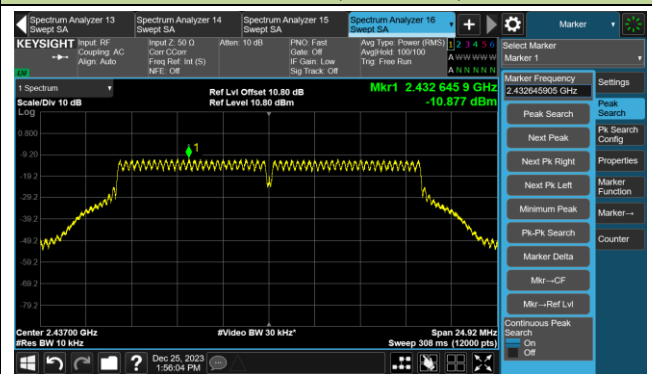 Spectrum Analyzer 13
Swept SA
Spectrum Analyzer 14
Swept SA
Spectrum Analyzer 15
Swept SA
Spectrum Analyzer 16
Swept SA
Marker
KEYSIGHT
Input: RF
Coupling: AC
Align: Auto
Input Z: 50 Ω
Corr CCorr
Freq Ref: Int (S)
NFE: Off
Atten: 10 dB
PNO: Fast
Gate: Off
IF Gain: Low
Sig Track: Off
Avg Type: Power (RMS)
Avg|Hold: 100/100
Trig: Free Run
1 2 3 4 5 6
A W W W W W
A N N N N N
LXI
Select Marker
Marker 1
1 Spectrum
Scale/Div 10 dB
Log
Ref Lvl Offset 10.80 dB
Ref Level 10.80 dBm
Mkr1 2.432 645 9 GHz
-10.877 dBm
Marker Frequency
2.432645905 GHz
Settings
Peak Search
Peak
Search
Next Peak
Pk Search
Config
Next Pk Right
Properties
Next Pk Left
Marker
Function
Minimum Peak
Marker→
Pk-Pk Search
Counter
Marker Delta
Mkr→CF
Mkr→Ref Lvl
Continuous Peak
Search
On
Off
1
0.800
-9.20
-19.2
-29.2
-39.2
-49.2
-59.2
-69.2
-79.2
Center 2.43700 GHz
#Res BW 10 kHz
#Video BW 30 kHz*
Span 24.92 MHz
Sweep 308 ms (12000 pts)
Dec 25, 2023
1:56:04 PM